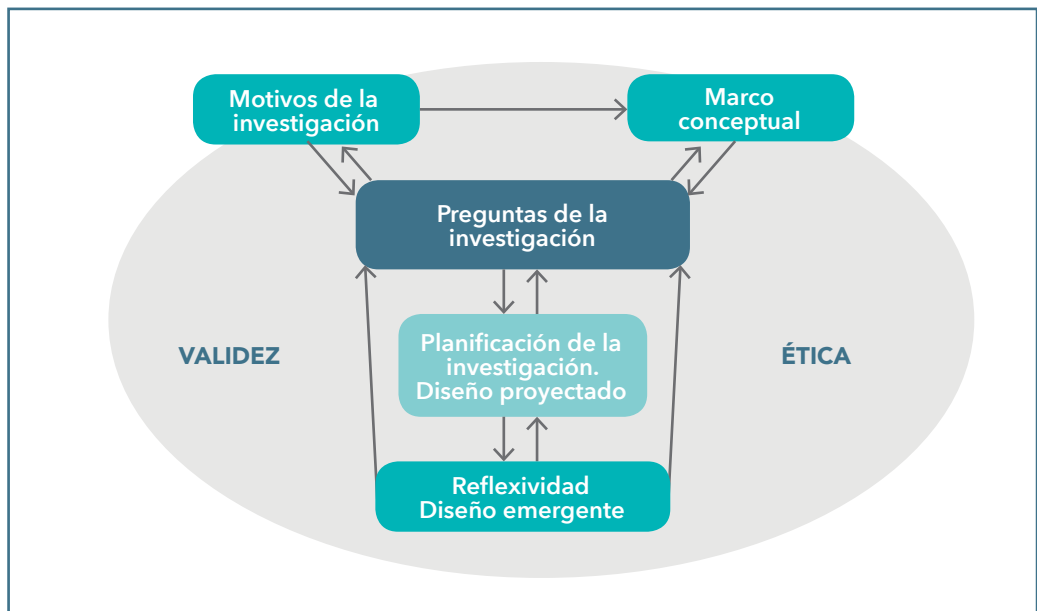 Motivos de la
investigación
Marco
conceptual
Preguntas de la
investigación
Planificación de la
investigación.
Diseño proyectado
VALIDEZ
ÉTICA
Reflexividad
Diseño emergente